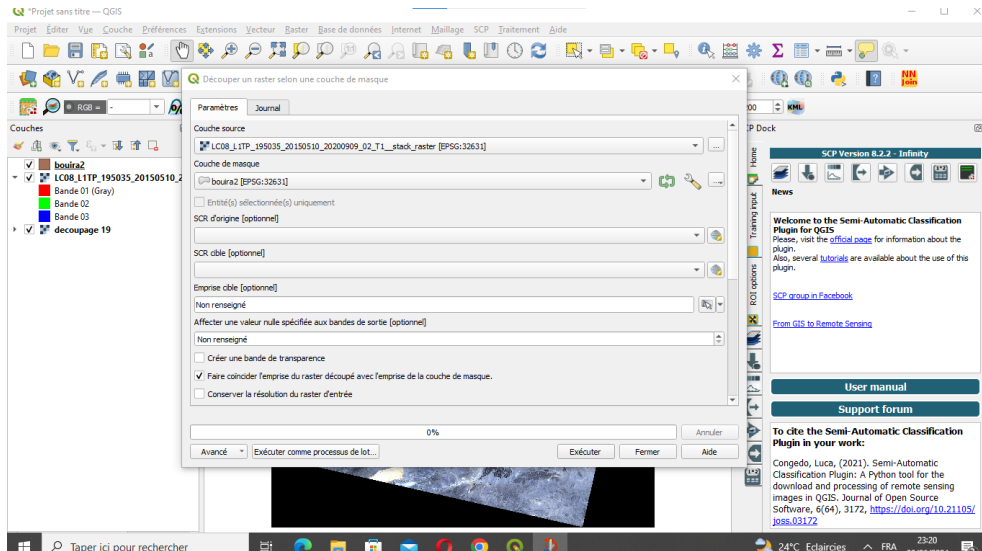 *Projet sans titre — QGIS
Projet Éditer Vue Couche Préférences Extensions Vecteur Raster Base de données Internet Maillage SCP Traitement Aide
Découper un raster selon une couche de masque
NN
Join
RGB = -
00
KML
Couches
Paramètres Journal
P Dock
Couche source
LC08_L1TP_195035_20150510_20200909_02_T1__stack_raster [EPSG:32631]
...
Home
SCP Version 8.2.2 - Infinity
bouira2
LC08_L1TP_195035_20150510_2
Bande 01 (Gray)
Bande 02
Bande 03
decoupage 19
Couche de masque
bouira2 [EPSG:32631]
...
Entité(s) sélectionnée(s) uniquement
SCR d'origine [optionnel]
SCR cible [optionnel]
Emprise cible [optionnel]
Non renseigné
Affecter une valeur nulle spécifiée aux bandes de sortie [optionnel]
Non renseigné
Créer une bande de transparence
Faire coïncider l'emprise du raster découpé avec l'emprise de la couche de masque.
Conserver la résolution du raster d'entrée
0%
Annuler
Avancé
Exécuter comme processus de lot...
Exécuter
Fermer
Aide
Training input
ROI options
News
Welcome to the Semi-Automatic Classification
Plugin for QGIS
Please, visit the official page for information about the
plugin.
Also, several tutorials are available about the use of this
plugin.
SCP group in Facebook
From GIS to Remote Sensing
User manual
Support forum
To cite the Semi-Automatic Classification
Plugin in your work:
Congedo, Luca, (2021). Semi-Automatic
Classification Plugin: A Python tool for the
download and processing of remote sensing
images in QGIS. Journal of Open Source
Software, 6(64), 3172, https://doi.org/10.21105/
joss.03172
Taper ici pour rechercher
24°C Eclaircies
FRA
23:20